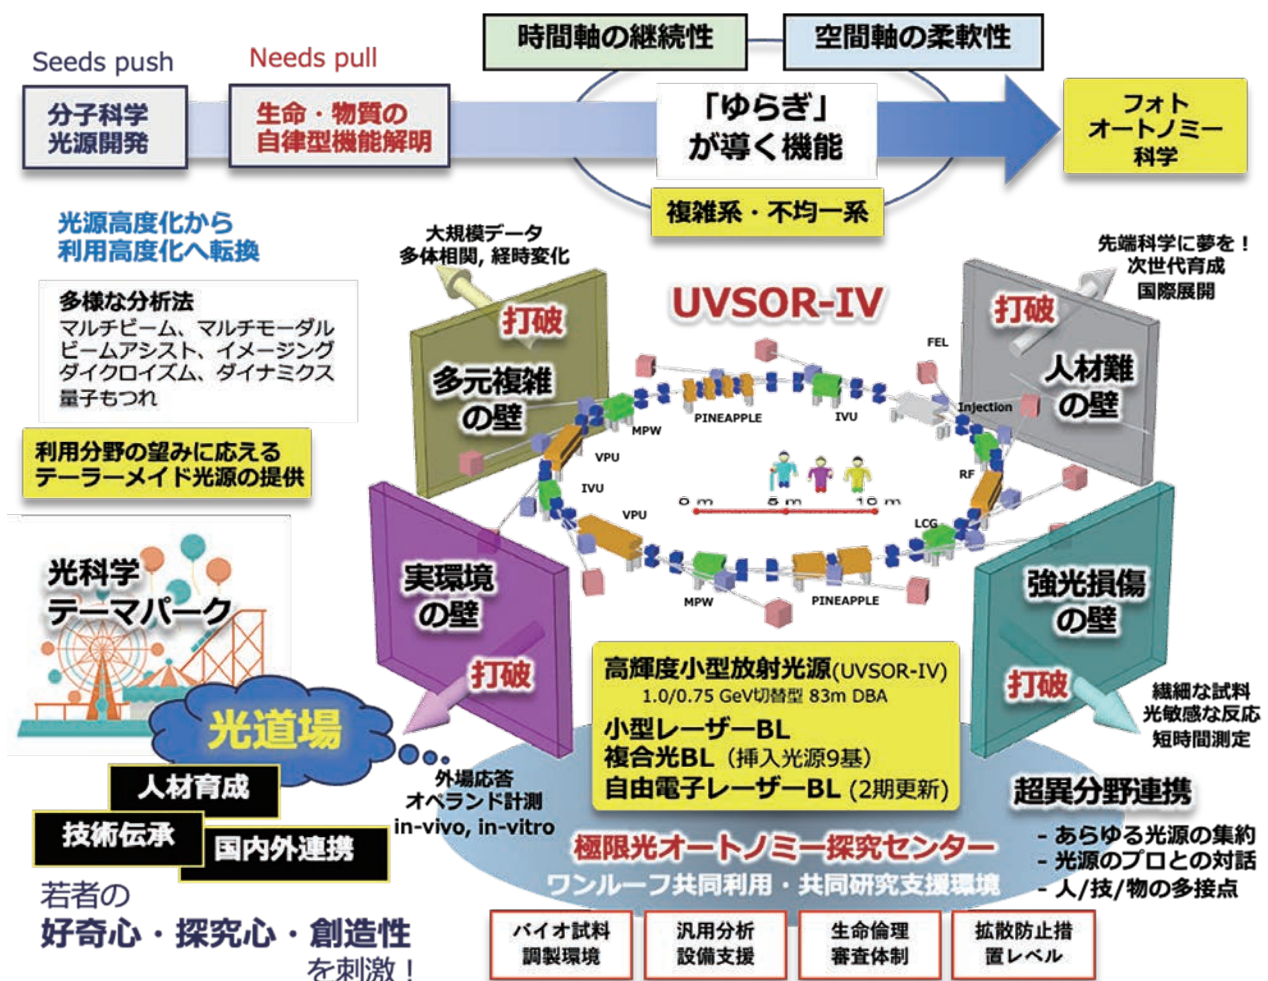 時間軸の継続性
空間軸の柔軟性
Seeds push
Needs pull
分子科学
光源開発
生命・物質の
自律型機能解明
「ゆらぎ」
が導く機能
フォト
オートノミー
科学
複雑系・不均一系
光源高度化から
利用高度化へ転換
多様な分析法
マルチビーム、マルチモーダル
ビームアシスト、イメージング
ダイクロイズム、ダイナミクス
量子もつれ
利用分野の望みに応える
テーラーメイド光源の提供
大規模データ
多体相関, 経時変化
打破
多元複雑
の壁
UVSOR-IV
先端科学に夢を！
次世代育成
国際展開
打破
人材難
の壁
FEL
Injection
PINEAPPLE
IVU
MPW
VPU
RF
IVU
VPU
LCG
0 m
5 m
10 m
MPW
PINEAPPLE
実環境
の壁
打破
強光損傷
の壁
打破
光科学
テーマパーク
光道場
人材育成
技術伝承
国内外連携
若者の
好奇心・探究心・創造性
を刺激！
外場応答
オペランド計測
in-vivo, in-vitro
高輝度小型放射光源(UVSOR-IV)
1.0/0.75 GeV切替型 83m DBA
小型レーザーBL
複合光BL（挿入光源9基）
自由電子レーザーBL (2期更新)
繊細な試料
光敏感な反応
短時間測定
超異分野連携
- あらゆる光源の集約
- 光源のプロとの対話
- 人/技/物の多接点
極限光オートノミー探究センター
ワンルーフ共同利用・共同研究支援環境
バイオ試料
調製環境
汎用分析
設備支援
生命倫理
審査体制
拡散防止措
置レベル